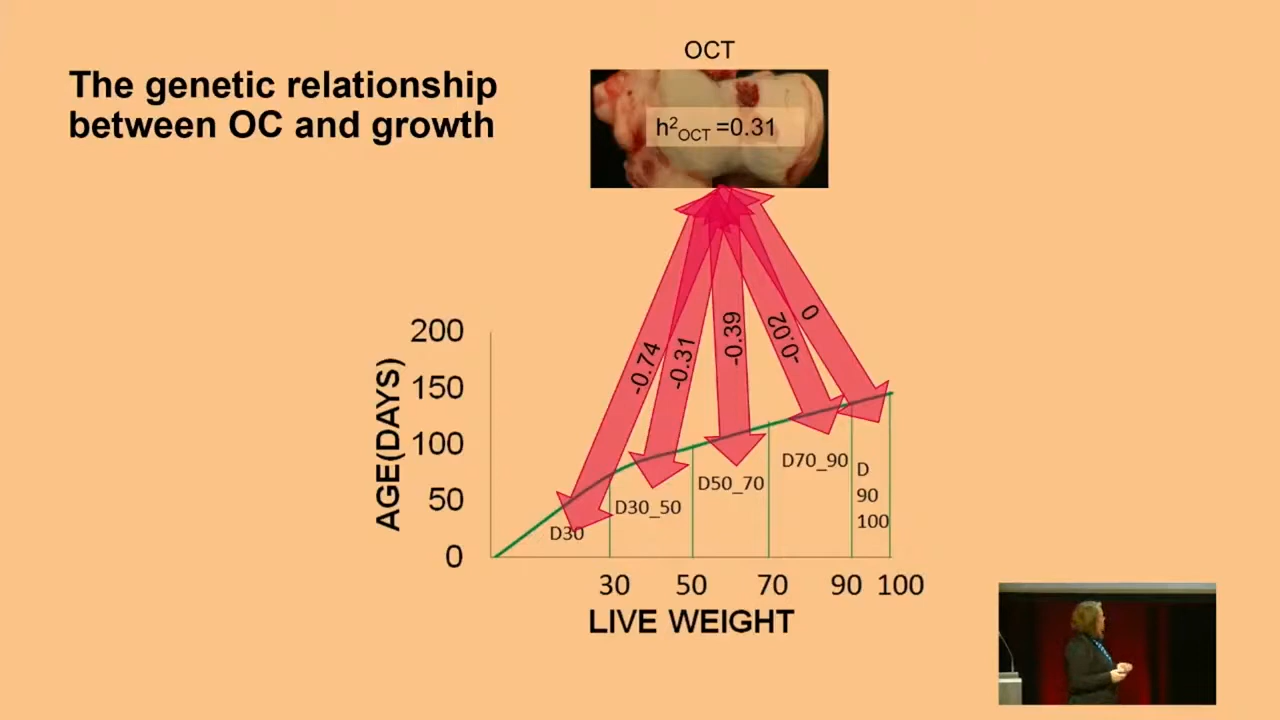 The genetic relationship
between OC and growth
OCT
h²OCT =0.31
-0.74
-0.31
-0.39
-0.02
0
200
150
100
50
0
AGE(DAYS)
D30
D30_50
D50_70
D70_90
D
90
100
30 50 70 90 100
LIVE WEIGHT